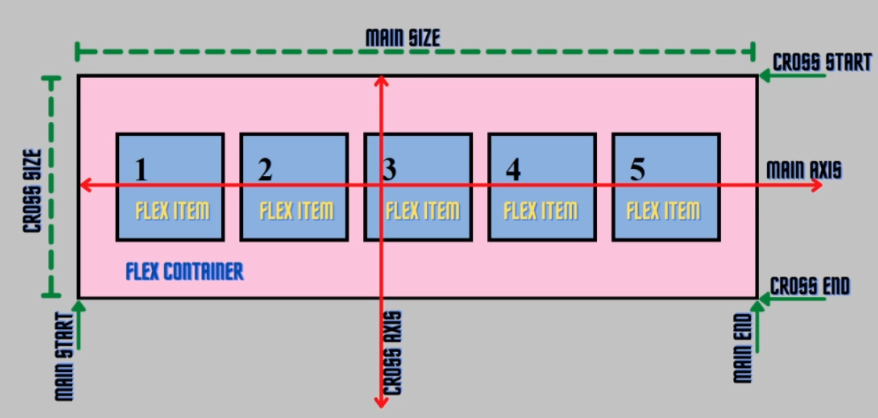 MAIN SIZE
CROSS START
CROSS SIZE
1
2
3
4
5
MAIN AXIS
FLEX ITEM
FLEX ITEM
FLEX ITEM
FLEX ITEM
FLEX ITEM
FLEX CONTAINER
CROSS END
MAIN START
CROSS AXIS
MAIN END